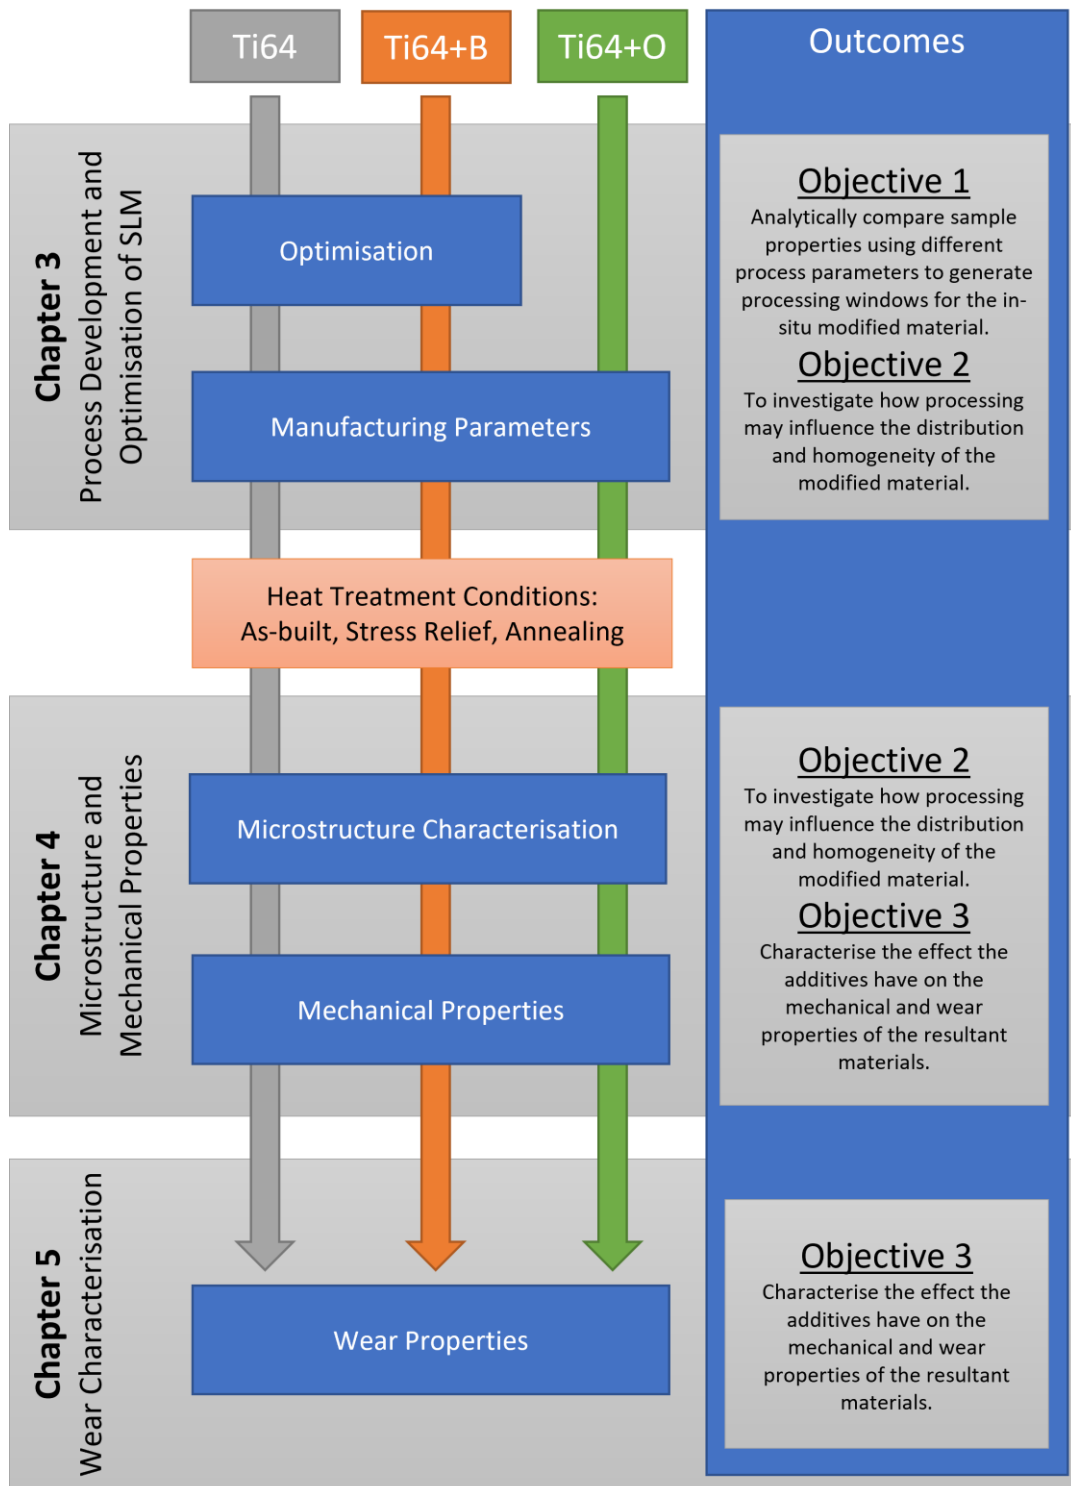 Ti64
Ti64+B
Ti64+O
Outcomes
Chapter 3
Process Development and
Optimisation of SLM
Optimisation
Manufacturing Parameters
Objective 1
Analytically compare sample
properties using different
process parameters to generate
processing windows for the in-
situ modified material.
Objective 2
To investigate how processing
may influence the distribution
and homogeneity of the
modified material.
Heat Treatment Conditions:
As-built, Stress Relief, Annealing
Chapter 4
Microstructure and
Mechanical Properties
Microstructure Characterisation
Mechanical Properties
Objective 2
To investigate how processing
may influence the distribution
and homogeneity of the
modified material.
Objective 3
Characterise the effect the
additives have on the
mechanical and wear
properties of the resultant
materials.
Chapter 5
Wear Characterisation
Wear Properties
Objective 3
Characterise the effect the
additives have on the
mechanical and wear
properties of the resultant
materials.